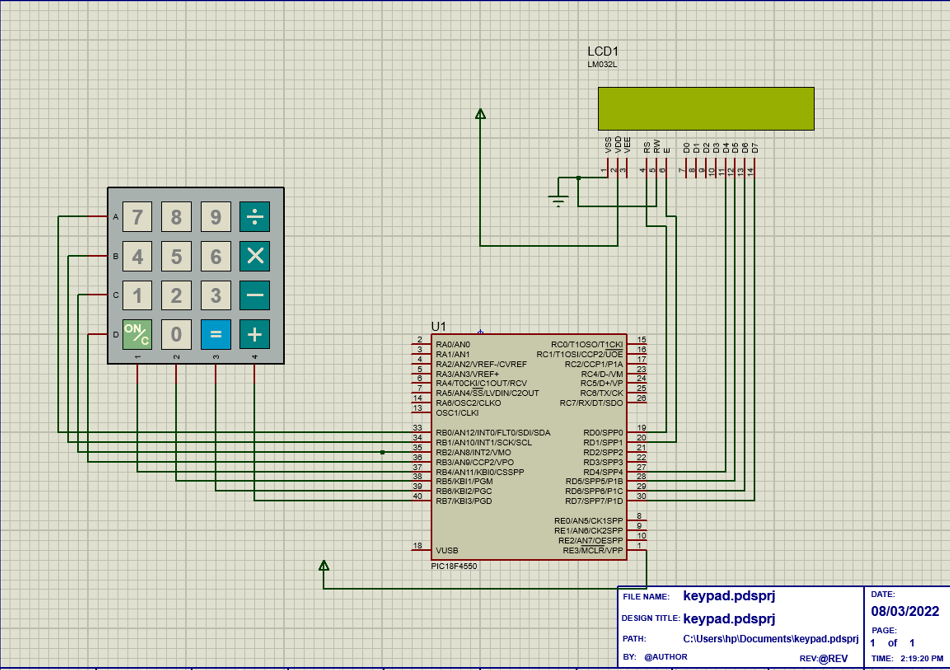 LCD1
LM032L
VSS
VDD
VEE
RS
RW
E
D0
D1
D2
D3
D4
D5
D6
D7
1
2
3
4
5
6
7
8
9
10
11
12
13
14
A 7 8 9 ÷
B 4 5 6 ×
C 1 2 3 −
D ON/C 0 = +
1 2 3 4
U1
2 RA0/AN0
3 RA1/AN1
4 RA2/AN2/VREF-/CVREF
5 RA3/AN3/VREF+
6 RA4/T0CKI/C1OUT/RCV
7 RA5/AN4/SS/LVDIN/C2OUT
14 RA6/OSC2/CLKO
13 OSC1/CLKI
33 RB0/AN12/INT0/FLT0/SDI/SDA
34 RB1/AN10/INT1/SCK/SCL
35 RB2/AN8/INT2/VMO
36 RB3/AN9/CCP2/VPO
37 RB4/AN11/KBI0/CSSPP
38 RB5/KBI1/PGM
39 RB6/KBI2/PGC
40 RB7/KBI3/PGD
18 VUSB
RC0/T1OSO/T1CKI 15
RC1/T1OSI/CCP2/UOE 16
RC2/CCP1/P1A 17
RC4/D-/VM 23
RC5/D+/VP 24
RC6/TX/CK 25
RC7/RX/DT/SDO 26
RD0/SPP0 19
RD1/SPP1 20
RD2/SPP2 21
RD3/SPP3 22
RD4/SPP4 27
RD5/SPP5/P1B 28
RD6/SPP6/P1C 29
RD7/SPP7/P1D 30
RE0/AN5/CK1SPP 8
RE1/AN6/CK2SPP 9
RE2/AN7/OESPP 10
RE3/MCLR/VPP 1
PIC18F4550
FILE NAME: keypad.pdsprj
DESIGN TITLE: keypad.pdsprj
PATH: C:\Users\hp\Documents\keypad.pdsprj
BY: @AUTHOR REV:@REV
DATE:
08/03/2022
PAGE:
1 of 1
TIME: 2:19:20 PM